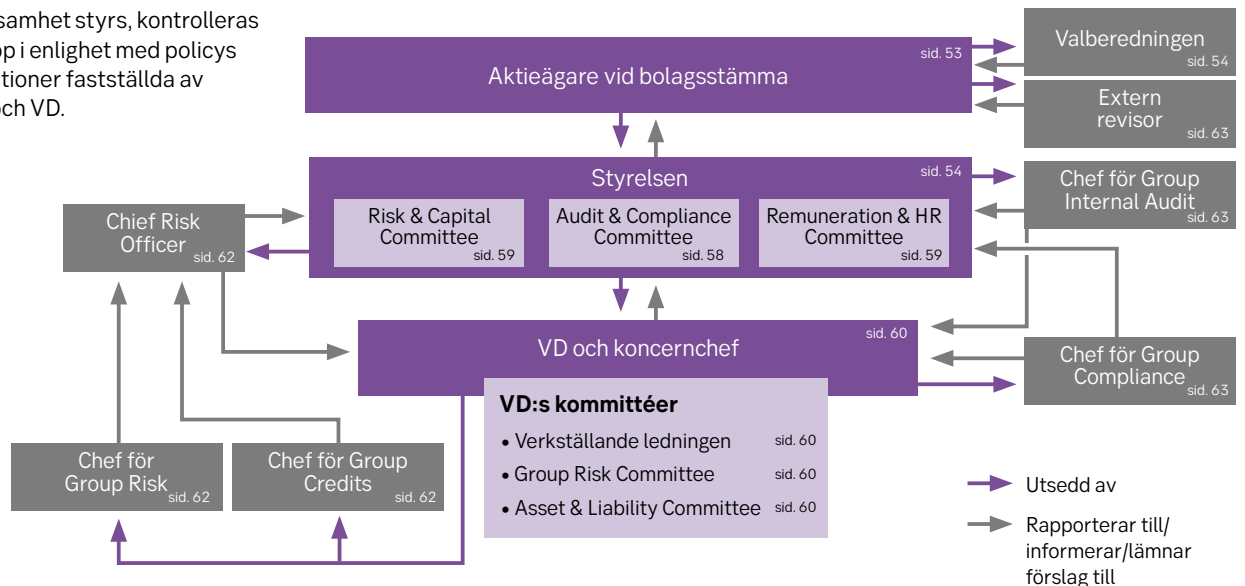 samhet styrs, kontrolleras
p i enlighet med policys
tioner fastställda av
och VD.
Aktieägare vid bolagsstämma
sid. 53
Valberedningen
sid. 54
Extern
revisor
sid. 63
Styrelsen
sid. 54
Risk & Capital
Committee
sid. 59
Audit & Compliance
Committee
sid. 58
Remuneration & HR
Committee
sid. 59
Chef för Group
Internal Audit
sid. 63
Chief Risk
Officer
sid. 62
VD och koncernchef
sid. 60
Chef för Group
Compliance
sid. 63
VD:s kommittéer
• Verkställande ledningen sid. 60
• Group Risk Committee sid. 60
• Asset & Liability Committee sid. 60
Chef för
Group Risk
sid. 62
Chef för Group
Credits
sid. 62
Utsedd av
Rapporterar till/
informerar/lämnar
förslag till